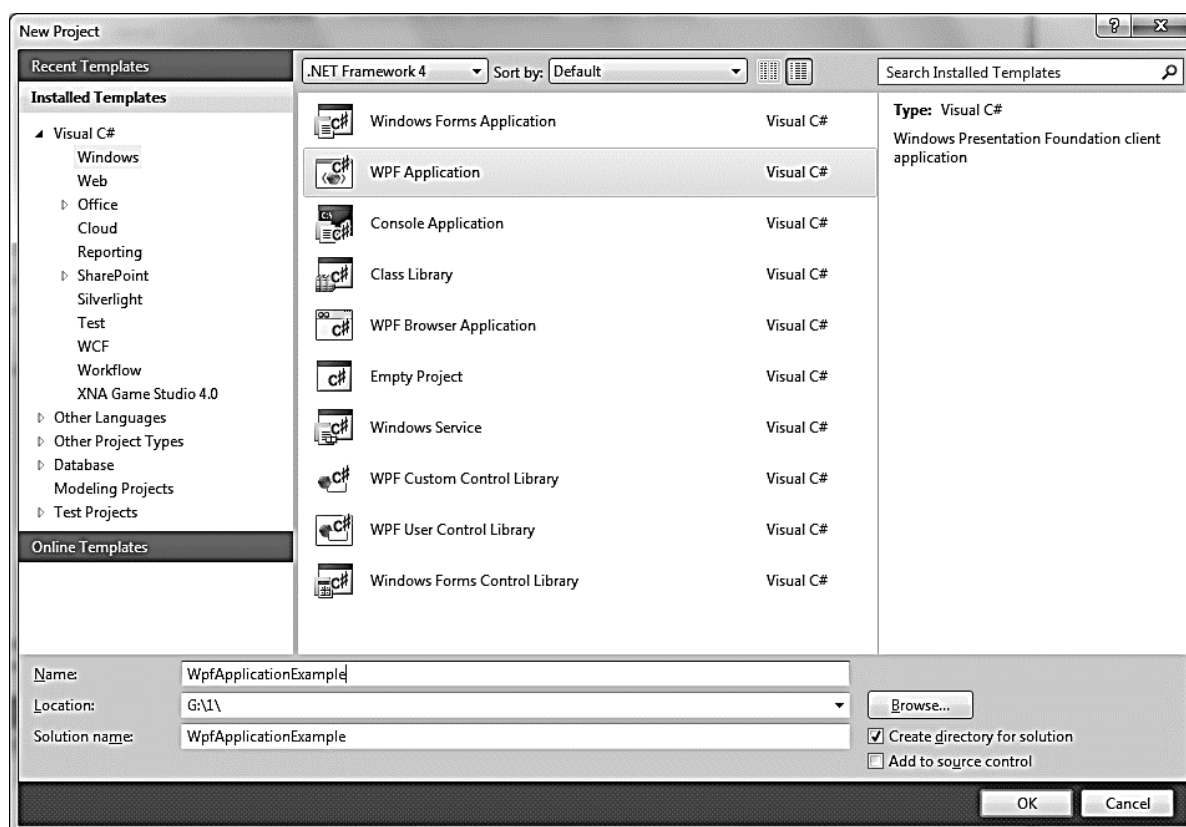 New Project
Recent Templates
Installed Templates
Visual C#
Windows
Web
Office
Cloud
Reporting
SharePoint
Silverlight
Test
WCF
Workflow
XNA Game Studio 4.0
Other Languages
Other Project Types
Database
Modeling Projects
Test Projects
Online Templates
.NET Framework 4 Sort by: Default
Windows Forms Application Visual C#
WPF Application Visual C#
Console Application Visual C#
Class Library Visual C#
WPF Browser Application Visual C#
Empty Project Visual C#
Windows Service Visual C#
WPF Custom Control Library Visual C#
WPF User Control Library Visual C#
Windows Forms Control Library Visual C#
Search Installed Templates
Type: Visual C#
Windows Presentation Foundation client
application
Name: WpfApplicationExample
Location: G:\1\ Browse...
Solution name: WpfApplicationExample
Create directory for solution
Add to source control
OK Cancel